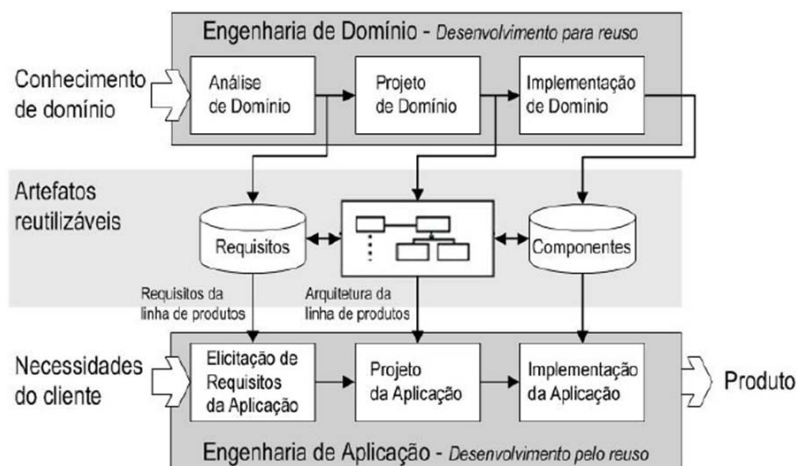 Engenharia de Domínio - Desenvolvimento para reuso
Conhecimento
de domínio
Análise
de Domínio
Projeto
de Domínio
Implementação
de Domínio
Artefatos
reutilizáveis
Requisitos
Componentes
Requisitos da
linha de produtos
Arquitetura da
linha de produtos
Necessidades
do cliente
Elicitação de
Requisitos
da Aplicação
Projeto
da Aplicação
Implementação
da Aplicação
Produto
Engenharia de Aplicação - Desenvolvimento pelo reuso